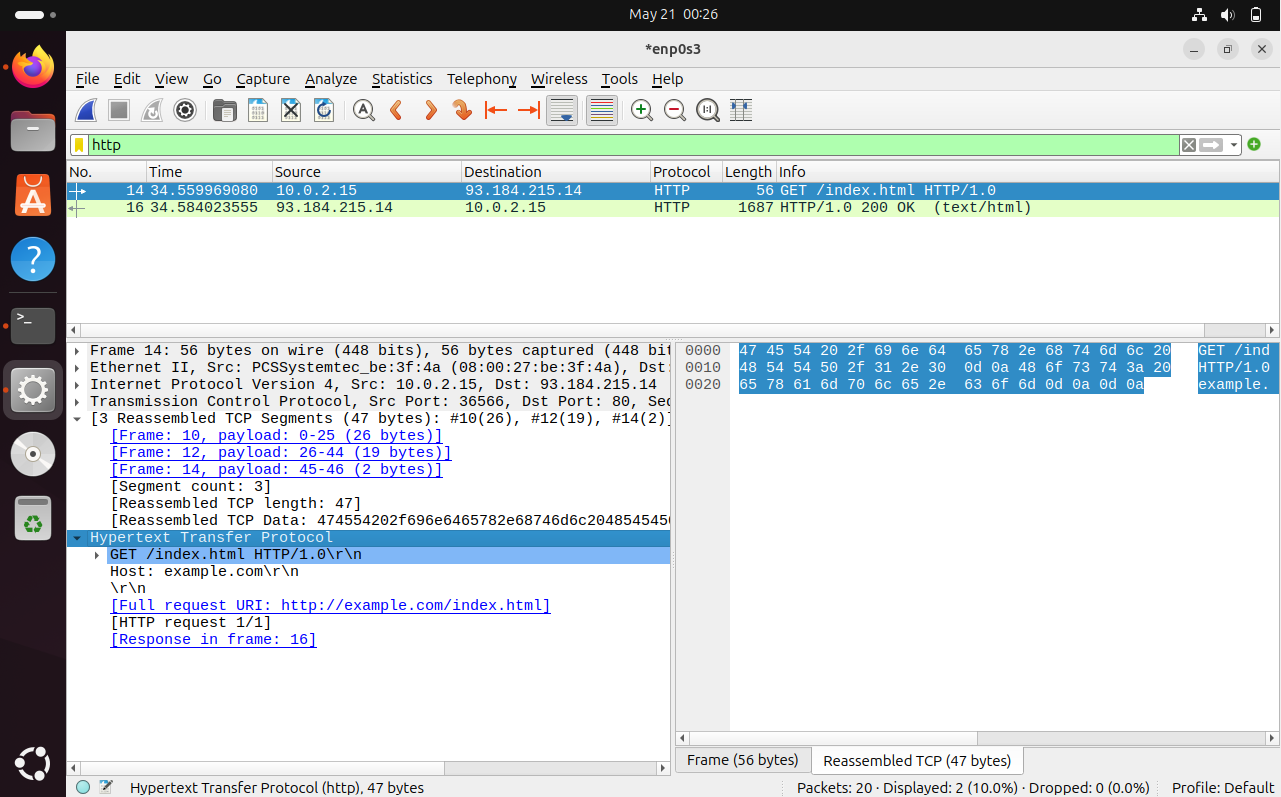 May 21 00:26
*enp0s3
File Edit View Go Capture Analyze Statistics Telephony Wireless Tools Help
http
No. Time Source Destination Protocol Length Info
14 34.559969080 10.0.2.15 93.184.215.14 HTTP 56 GET /index.html HTTP/1.0
16 34.584023555 93.184.215.14 10.0.2.15 HTTP 1687 HTTP/1.0 200 OK (text/html)
Frame 14: 56 bytes on wire (448 bits), 56 bytes captured (448 bit
Ethernet II, Src: PCSSystemtec_be:3f:4a (08:00:27:be:3f:4a), Dst:
Internet Protocol Version 4, Src: 10.0.2.15, Dst: 93.184.215.14
Transmission Control Protocol, Src Port: 36566, Dst Port: 80, Seq
[3 Reassembled TCP Segments (47 bytes): #10(26), #12(19), #14(2)]
[Frame: 10, payload: 0-25 (26 bytes)]
[Frame: 12, payload: 26-44 (19 bytes)]
[Frame: 14, payload: 45-46 (2 bytes)]
[Segment count: 3]
[Reassembled TCP length: 47]
[Reassembled TCP Data: 474554202f696e6465782e68746d6c2048545450
Hypertext Transfer Protocol
GET /index.html HTTP/1.0\r\n
Host: example.com\r\n
\r\n
[Full request URI: http://example.com/index.html]
[HTTP request 1/1]
[Response in frame: 16]
0000 47 45 54 20 2f 69 6e 64 65 78 2e 68 74 6d 6c 20 GET /ind
0010 48 54 54 50 2f 31 2e 30 0d 0a 48 6f 73 74 3a 20 HTTP/1.0
0020 65 78 61 6d 70 6c 65 2e 63 6f 6d 0d 0a 0d 0a example.
Frame (56 bytes) Reassembled TCP (47 bytes)
Hypertext Transfer Protocol (http), 47 bytes
Packets: 20 · Displayed: 2 (10.0%) · Dropped: 0 (0.0%)
Profile: Default